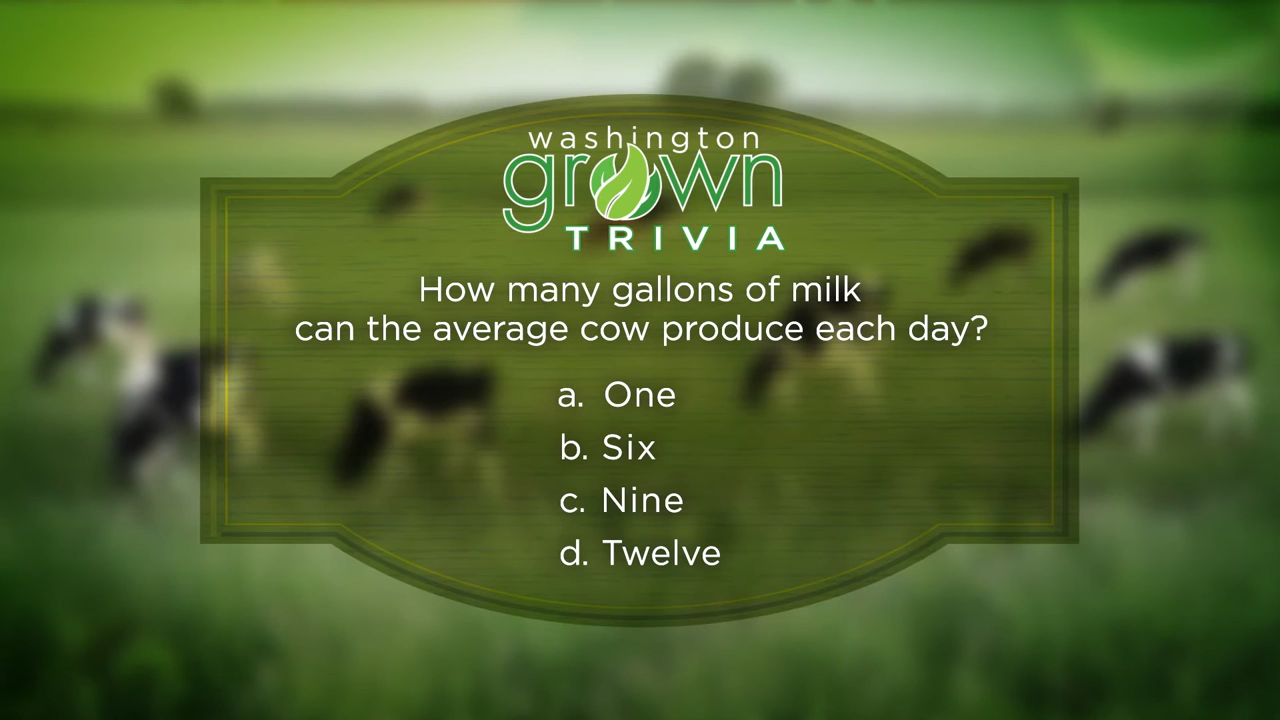 washington
grown
TRIVIA
How many gallons of milk
can the average cow produce each day?
a. One
b. Six
c. Nine
d. Twelve